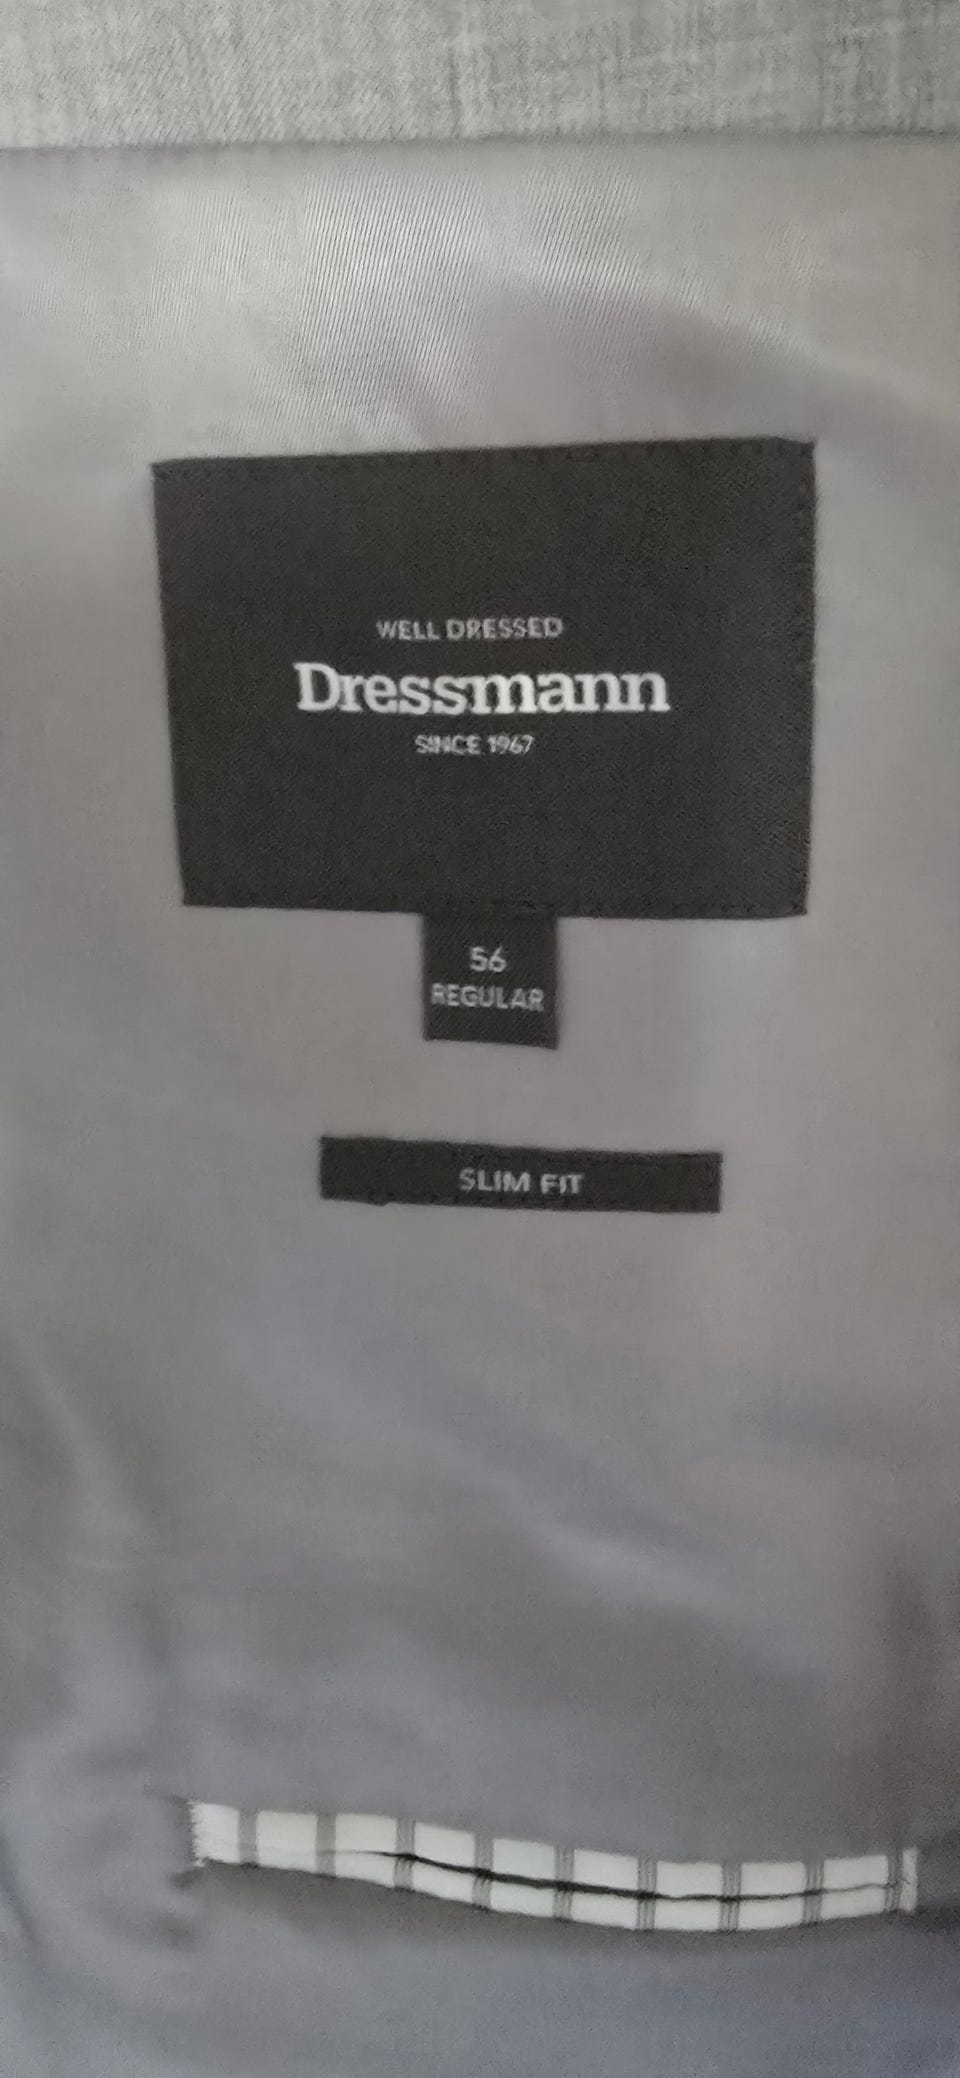 WELL DRESSED
Dressmann
SINCE 1967
56
REGULAR
SLIM FIT